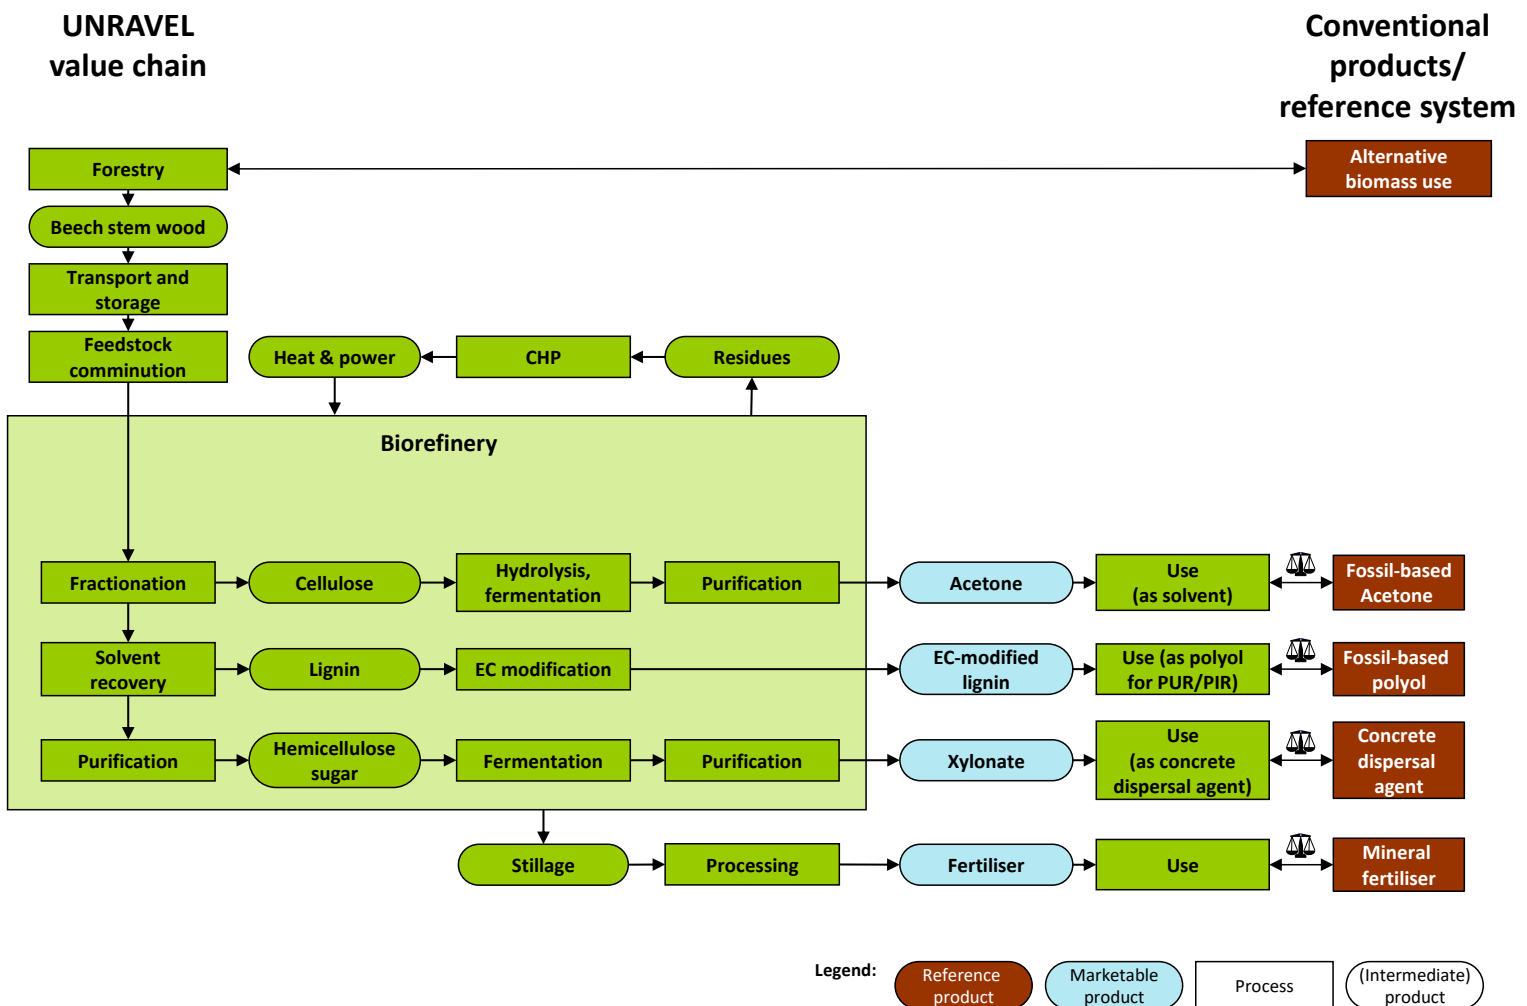 UNRAVEL
value chain
Conventional
products/
reference system
Forestry
Alternative
biomass use
Beech stem wood
Transport and
storage
Feedstock
comminution
Heat & power
CHP
Residues
Biorefinery
Fractionation
Cellulose
Hydrolysis,
fermentation
Purification
Acetone
Use
(as solvent)
Fossil-based
Acetone
Solvent
recovery
Lignin
EC modification
EC-modified
lignin
Use (as polyol
for PUR/PIR)
Fossil-based
polyol
Purification
Hemicellulose
sugar
Fermentation
Purification
Xylonate
Use
(as concrete
dispersal agent)
Concrete
dispersal
agent
Stillage
Processing
Fertiliser
Use
Mineral
fertiliser
Legend:
Reference
product
Marketable
product
Process
(Intermediate)
product